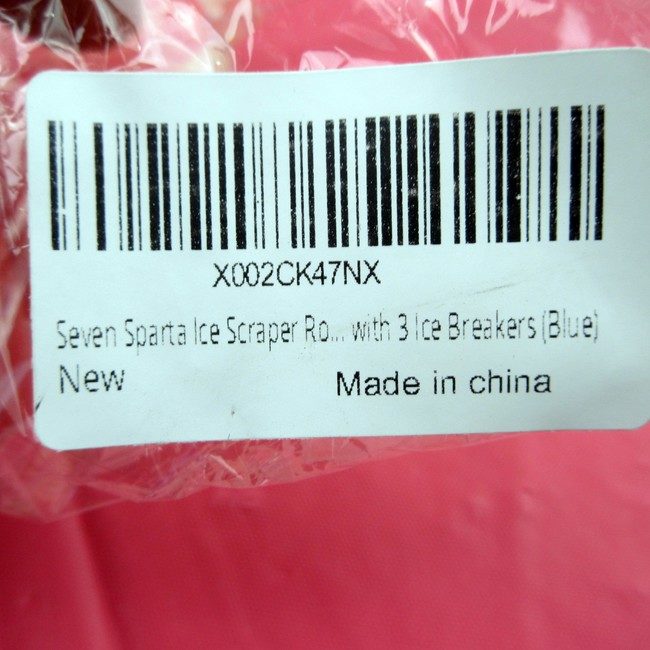 X002CK47NX
Seven Sparta Ice Scraper Ro... with 3 Ice Breakers (Blue)
New
Made in china